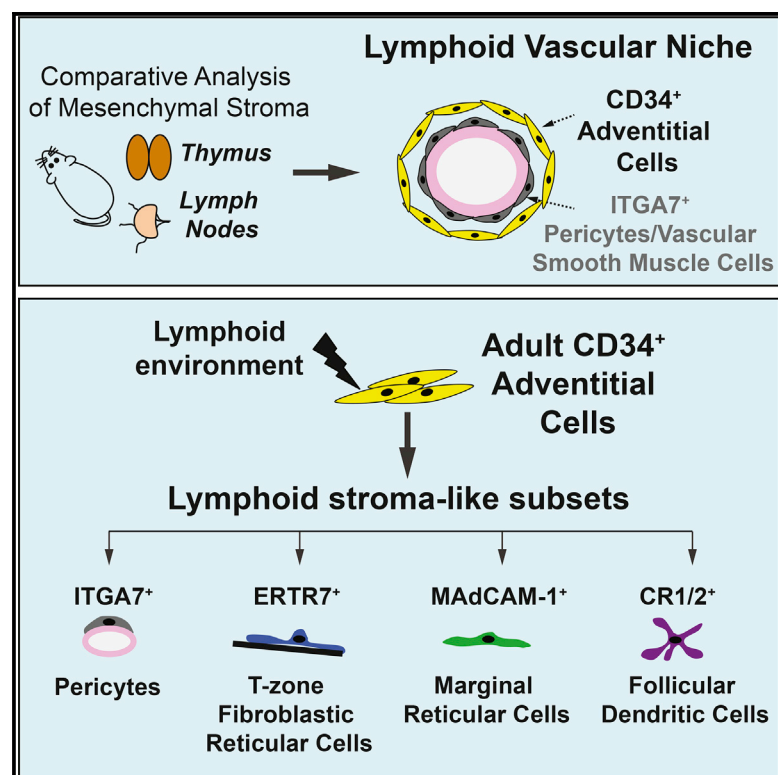 Lymphoid Vascular Niche
Comparative Analysis
of Mesenchymal Stroma
Thymus
Lymph
Nodes
CD34⁺
Adventitial
Cells
ITGA7⁺
Pericytes/Vascular
Smooth Muscle Cells
Lymphoid
environment
Adult CD34⁺
Adventitial
Cells
Lymphoid stroma-like subsets
ITGA7⁺
Pericytes
ERTR7⁺
T-zone
Fibroblastic
Reticular Cells
MAdCAM-1⁺
Marginal
Reticular Cells
CR1/2⁺
Follicular
Dendritic Cells